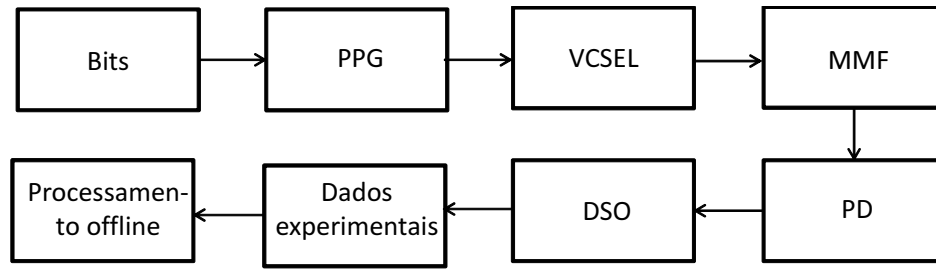 Bits
PPG
VCSEL
MMF
Processamen-
to offline
Dados
experimentais
DSO
PD